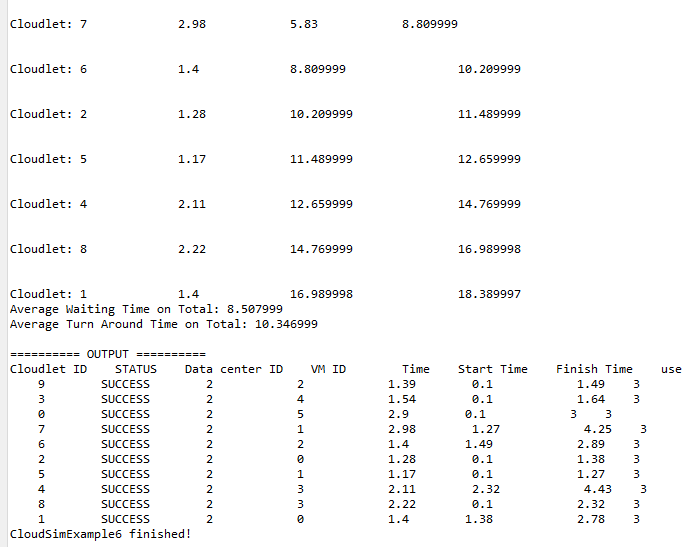 Cloudlet: 7 2.98 5.83 8.809999
Cloudlet: 6 1.4 8.809999 10.209999
Cloudlet: 2 1.28 10.209999 11.489999
Cloudlet: 5 1.17 11.489999 12.659999
Cloudlet: 4 2.11 12.659999 14.769999
Cloudlet: 8 2.22 14.769999 16.989998
Cloudlet: 1 1.4 16.989998 18.389997
Average Waiting Time on Total: 8.507999
Average Turn Around Time on Total: 10.346999
========== OUTPUT ==========
Cloudlet ID STATUS Data center ID VM ID Time Start Time Finish Time use
9 SUCCESS 2 2 1.39 0.1 1.49 3
3 SUCCESS 2 4 1.54 0.1 1.64 3
0 SUCCESS 2 5 2.9 0.1 3 3
7 SUCCESS 2 1 2.98 1.27 4.25 3
6 SUCCESS 2 2 1.4 1.49 2.89 3
2 SUCCESS 2 0 1.28 0.1 1.38 3
5 SUCCESS 2 1 1.17 0.1 1.27 3
4 SUCCESS 2 3 2.11 2.32 4.43 3
8 SUCCESS 2 3 2.22 0.1 2.32 3
1 SUCCESS 2 0 1.4 1.38 2.78 3
CloudSimExample6 finished!